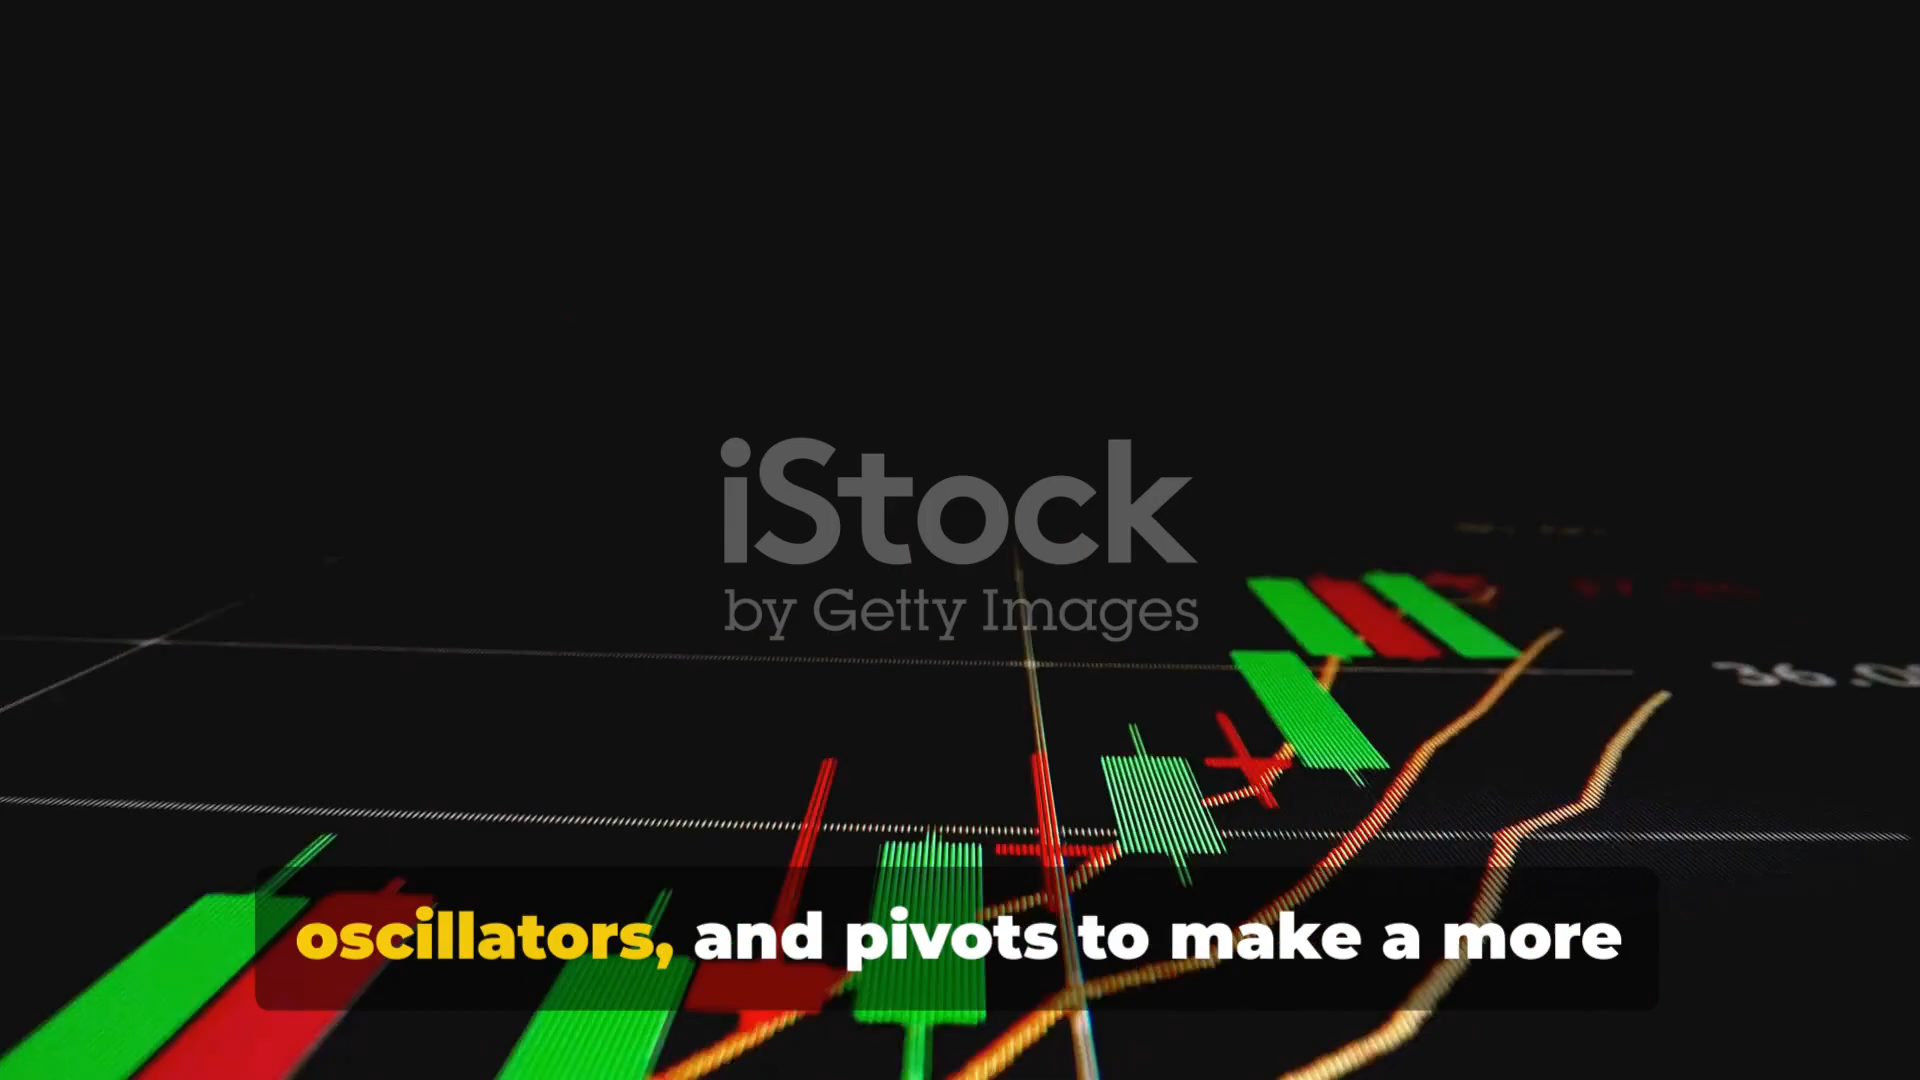 iStock
by Getty Images
oscillators, and pivots to make a more